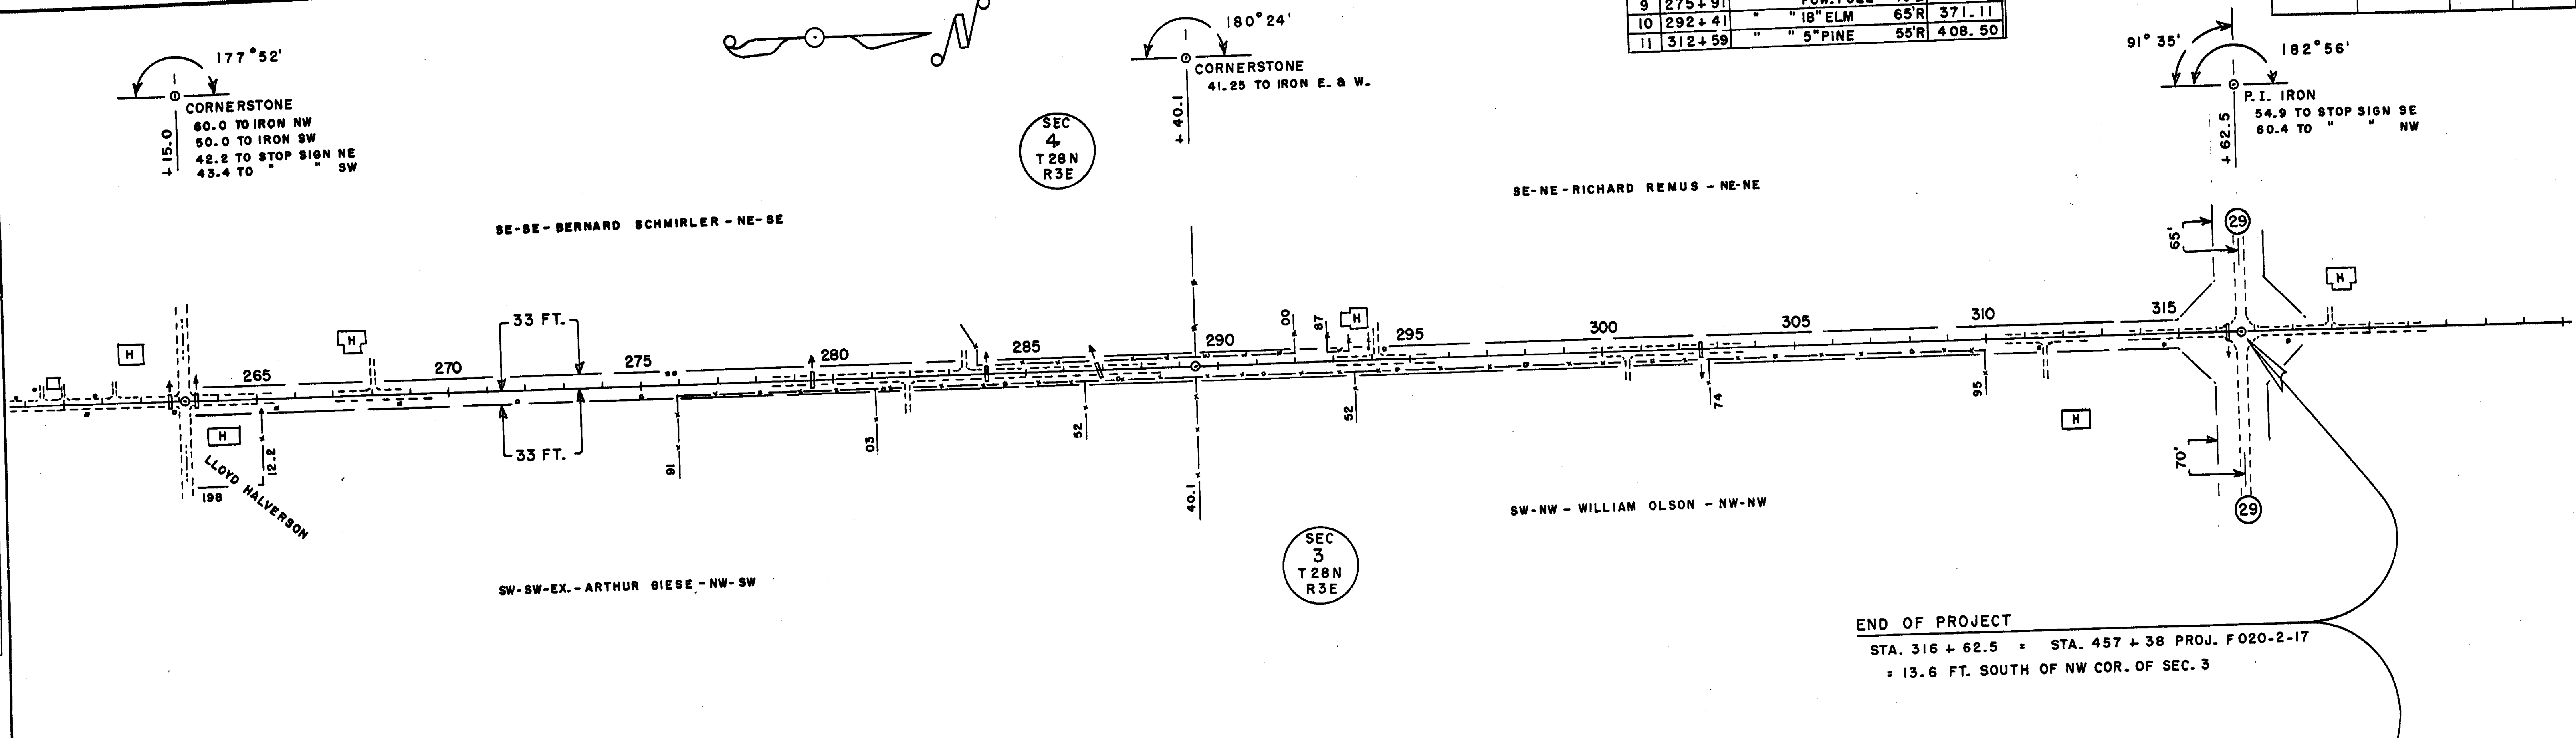 9 275+91 POW. POLE
10 292+41 " " 18" ELM 65'R 371.11
11 312+59 " " 5" PINE 55'R 408.50
177°52'
CORNERSTONE
60.0 TO IRON NW
50.0 TO IRON SW
42.2 TO STOP SIGN NE
43.4 TO " " SW
+15.0
N
180°24'
CORNERSTONE
41.25 TO IRON E. & W.
+40.1
91°35'
182°56'
P.I. IRON
54.9 TO STOP SIGN SE
60.4 TO " " NW
+62.5
SEC
4
T28N
R3E
SE-SE-BERNARD SCHMIRLER-NE-SE
SE-NE-RICHARD REMUS-NE-NE
65'
29
H
H
33 FT.
00
87
H
H
265
270
275
280
285
290
295
300
305
310
315
H
12.2
198
LLOYD HALVERSON
33 FT.
91
03
52
40.1
52
74
95
H
70'
29
SW-NW-WILLIAM OLSON-NW-NW
SEC
3
T28N
R3E
SW-SW-EX.-ARTHUR GIESE-NW-SW
END OF PROJECT
STA. 316+62.5 = STA. 457+38 PROJ. F020-2-17
= 13.6 FT. SOUTH OF NW COR. OF SEC. 3